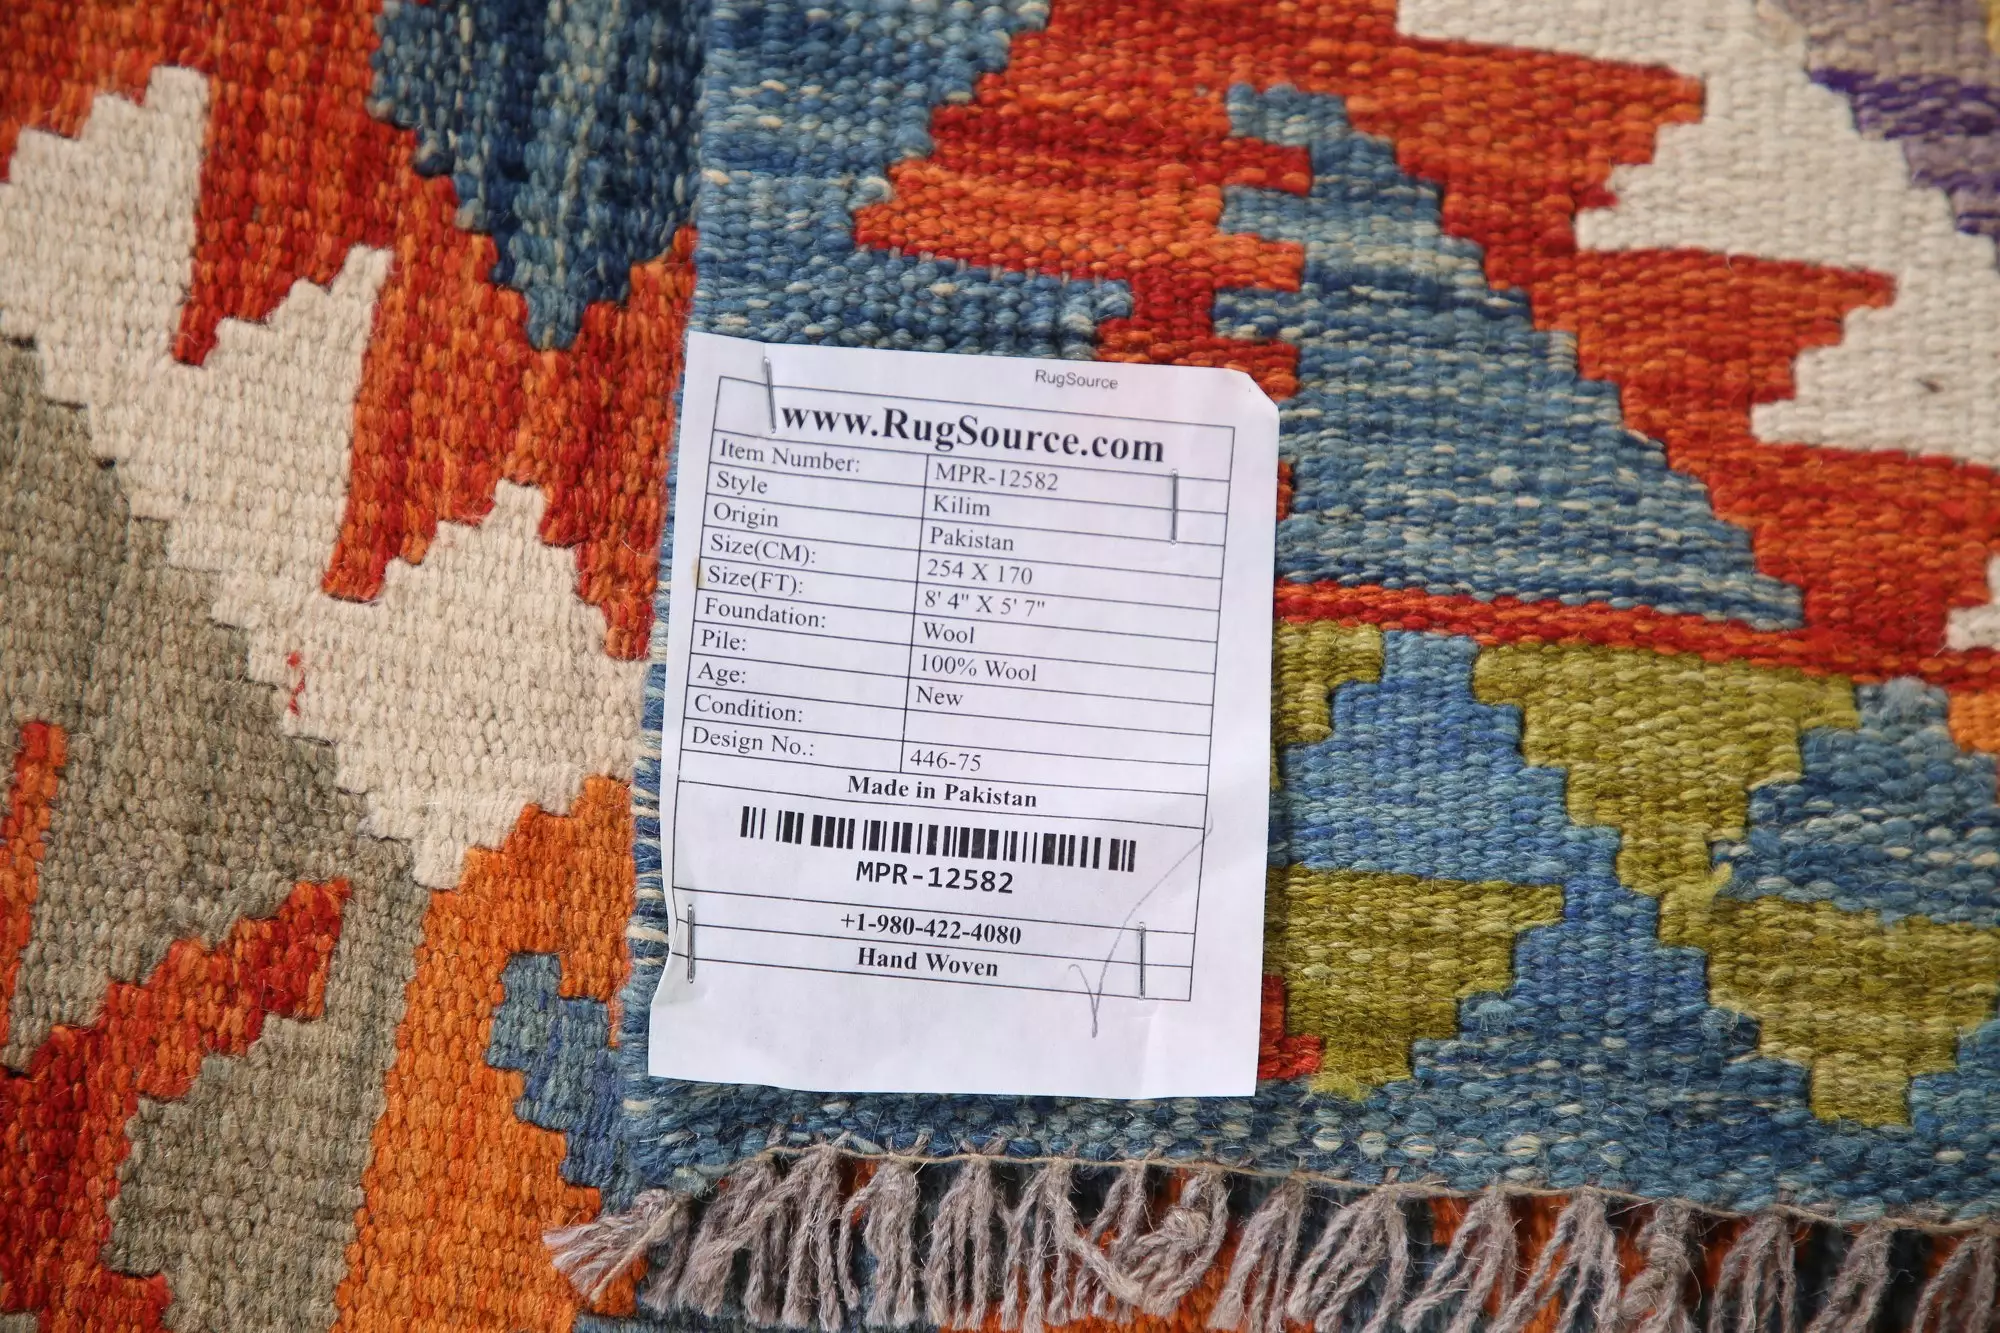 RugSource
www.RugSource.com
Item Number: MPR-12582
Style Kilim
Origin Pakistan
Size(CM): 254 X 170
Size(FT): 8' 4" X 5' 7"
Foundation: Wool
Pile: 100% Wool
Age: New
Condition:
Design No.: 446-75
Made in Pakistan
MPR-12582
+1-980-422-4080
Hand Woven